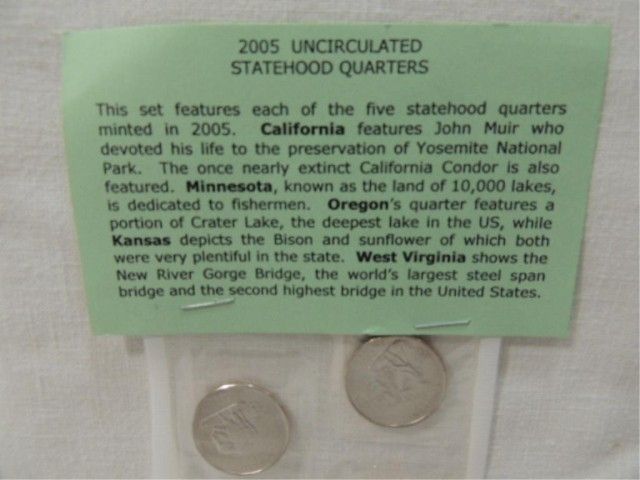 2005 UNCIRCULATED
STATEHOOD QUARTERS
This set features each of the five statehood quarters
minted in 2005. California features John Muir who
devoted his life to the preservation of Yosemite National
Park. The once nearly extinct California Condor is also
featured. Minnesota, known as the land of 10,000 lakes,
is dedicated to fishermen. Oregon's quarter features a
portion of Crater Lake, the deepest lake in the US, while
Kansas depicts the Bison and sunflower of which both
were very plentiful in the state. West Virginia shows the
New River Gorge Bridge, the world's largest steel span
bridge and the second highest bridge in the United States.